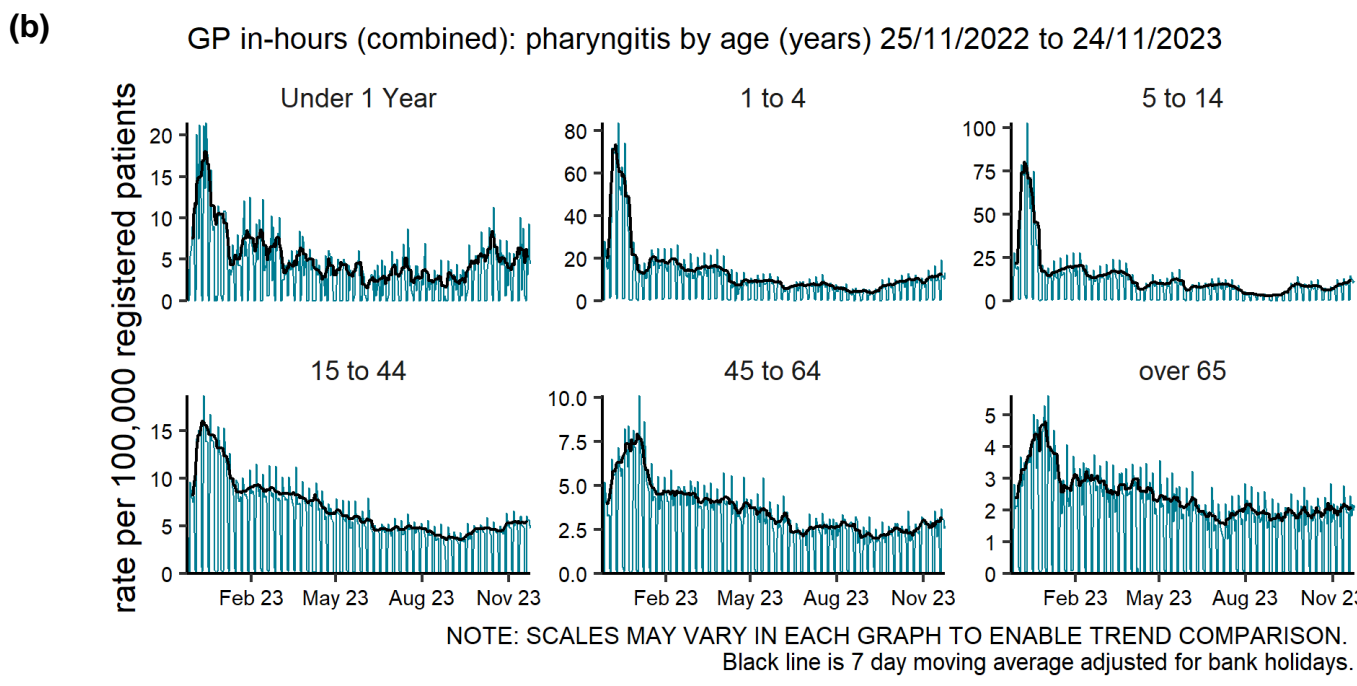 (b)
GP in-hours (combined): pharyngitis by age (years) 25/11/2022 to 24/11/2023
rate per 100,000 registered patients
Under 1 Year
20
15
10
5
0
1 to 4
80
60
40
20
0
5 to 14
100
75
50
25
0
15 to 44
15
10
5
0
Feb 23 May 23 Aug 23 Nov 23
45 to 64
10.0
7.5
5.0
2.5
0.0
Feb 23 May 23 Aug 23 Nov 23
over 65
5
4
3
2
1
0
Feb 23 May 23 Aug 23 Nov 23
NOTE: SCALES MAY VARY IN EACH GRAPH TO ENABLE TREND COMPARISON.
Black line is 7 day moving average adjusted for bank holidays.